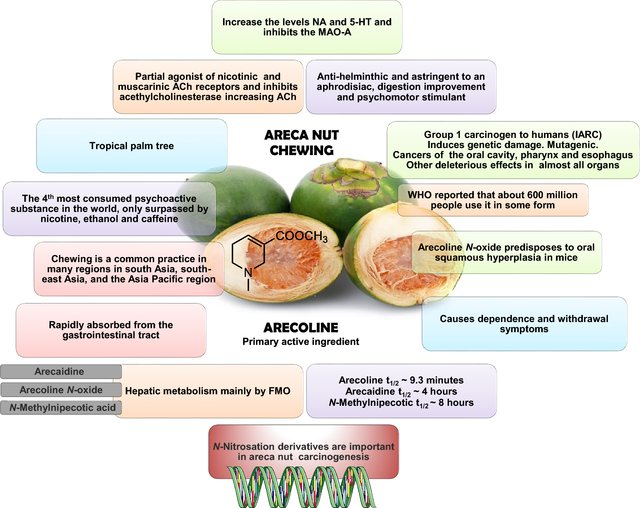 Increase the levels NA and 5-HT and
inhibits the MAO-A
Partial agonist of nicotinic and
muscarinic ACh receptors and inhibits
acethylcholinesterase increasing ACh
Anti-helminthic and astringent to an
aphrodisiac, digestion improvement
and psychomotor stimulant
Tropical palm tree
ARECA NUT
CHEWING
Group 1 carcinogen to humans (IARC)
Induces genetic damage. Mutagenic.
Cancers of the oral cavity, pharynx and esophagus
Other deleterious effects in almost all organs
The 4th most consumed psychoactive
substance in the world, only surpassed by
nicotine, ethanol and caffeine
WHO reported that about 600 million
people use it in some form
COOCH3
N
Chewing is a common practice in
many regions in south Asia, south-
east Asia, and the Asia Pacific region
Arecoline N-oxide predisposes to oral
squamous hyperplasia in mice
Rapidly absorbed from the
gastrointestinal tract
ARECOLINE
Primary active ingredient
Causes dependence and withdrawal
symptoms
Arecaidine
Arecoline N-oxide
N-Methylnipecotic acid
Hepatic metabolism mainly by FMO
Arecoline t1/2 ~ 9.3 minutes
Arecaidine t1/2 ~ 4 hours
N-Methylnipecotic t1/2 ~ 8 hours
N-Nitrosation derivatives are important
in areca nut carcinogenesis